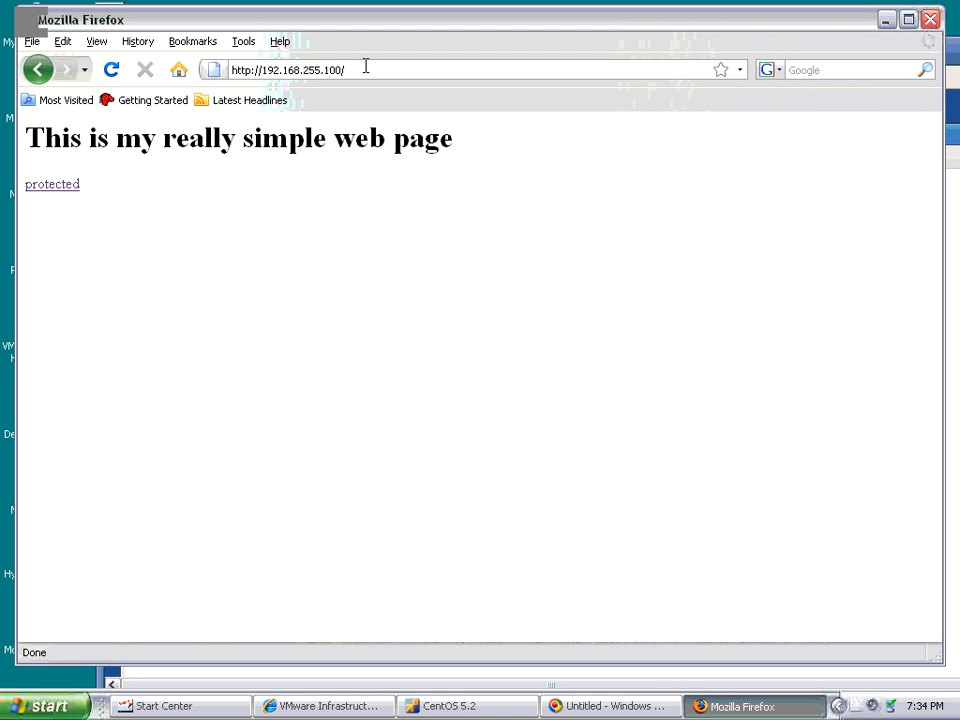 Mozilla Firefox
File Edit View History Bookmarks Tools Help
http://192.168.255.100/
G Google
Most Visited Getting Started Latest Headlines
This is my really simple web page
protected
Done
start Start Center VMware Infrastruct... CentOS 5.2 Untitled - Windows ... Mozilla Firefox 7:34 PM